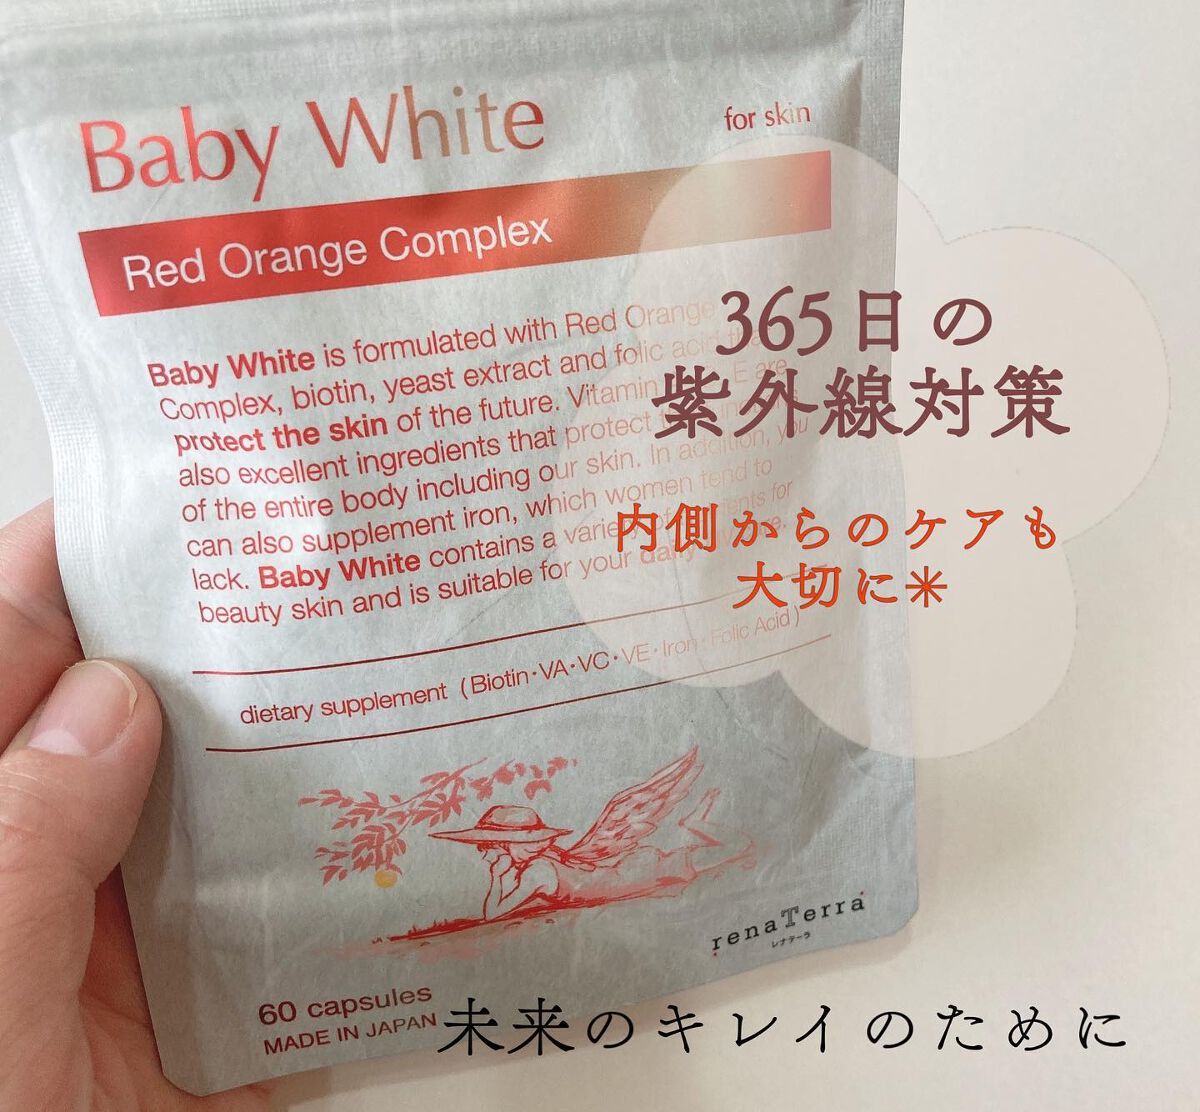 Baby White
for skin
Red Orange Complex
Baby White is formulated with Red Orange
Complex, biotin, yeast extract and folic acid that
protect the skin of the future. Vitamin E are
also excellent ingredients that protect
of the entire body including our skin. In addition, you
can also supplement iron, which women tend to
lack. Baby White contains a variety of nutrients for
beauty skin and is suitable for your daily
dietary supplement (Biotin・VA・VC・VE・Iron・Folic Acid)
365日の
紫外線対策
内側からのケアも
大切に✳
renaTerra
レナテーラ
60 capsules
MADE IN JAPAN
未来のキレイのために